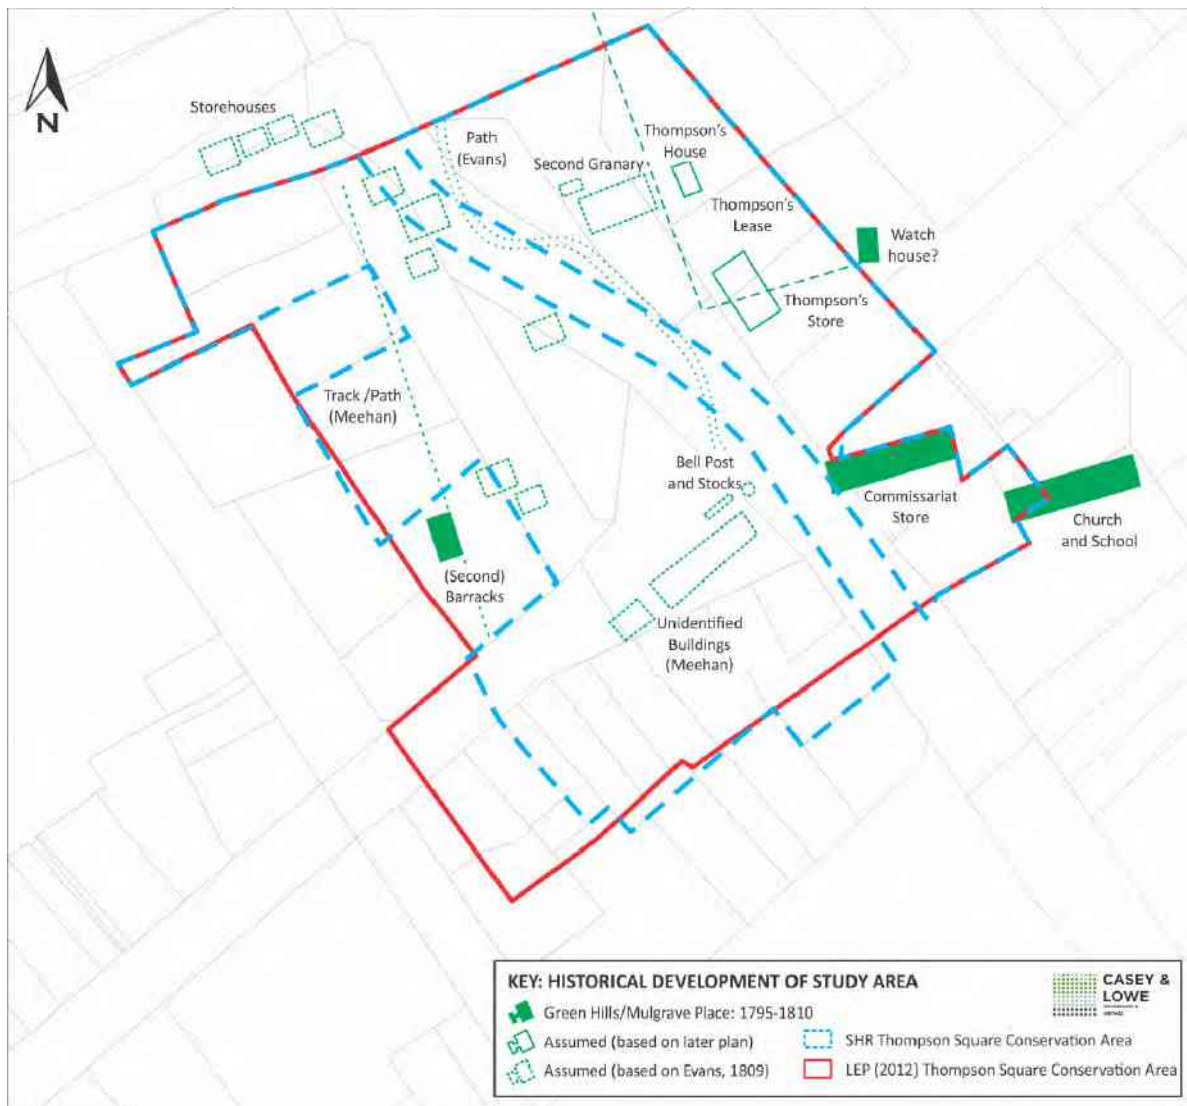 N
Storehouses
Path
(Evans)
Second Granary
Thompson's
House
Thompson's
Lease
Watch
house?
Thompson's
Store
Track /Path
(Meehan)
Bell Post
and Stocks
Commissariat
Store
Church
and School
(Second)
Barracks
Unidentified
Buildings
(Meehan)
KEY: HISTORICAL DEVELOPMENT OF STUDY AREA
Green Hills/Mulgrave Place: 1795-1810
Assumed (based on later plan)
Assumed (based on Evans, 1809)
SHR Thompson Square Conservation Area
LEP (2012) Thompson Square Conservation Area
CASEY &
LOWE